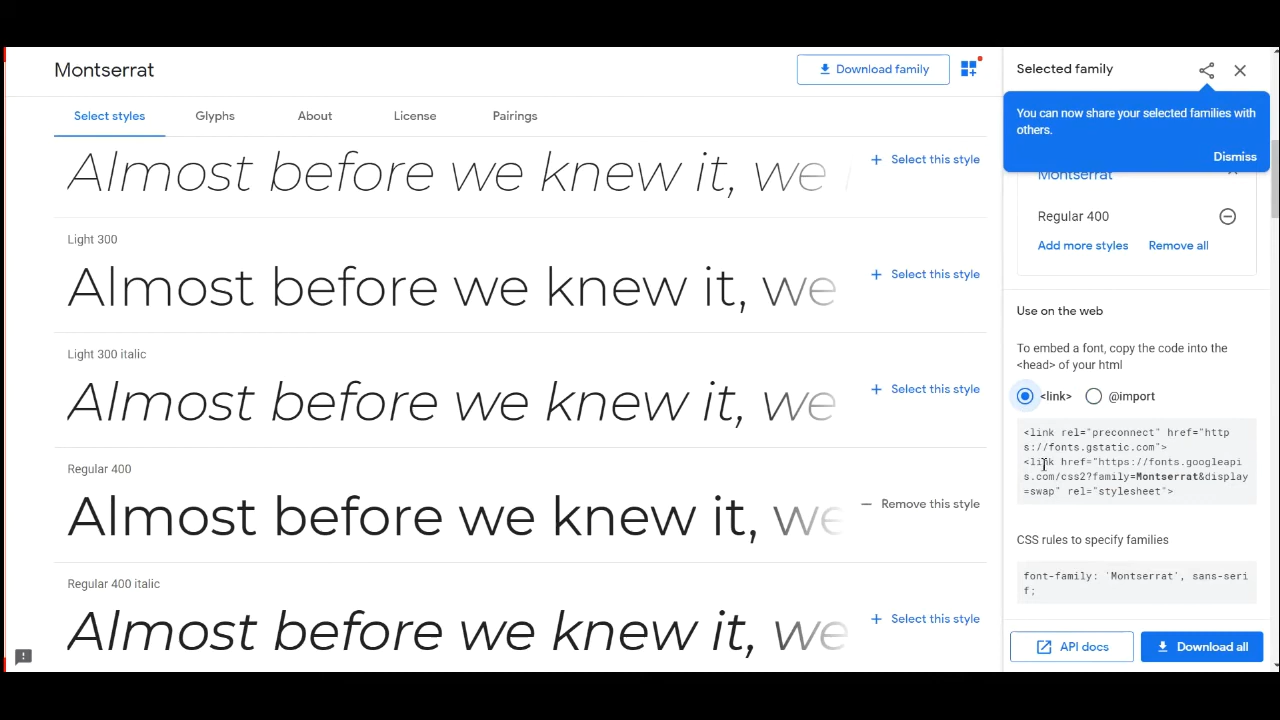 Montserrat
Download family
Select styles
Glyphs
About
License
Pairings
Almost before we knew it, we
Select this style
Light 300
Almost before we knew it, we
Select this style
Light 300 italic
Almost before we knew it, we
Select this style
Regular 400
Almost before we knew it, we
Remove this style
Regular 400 italic
Almost before we knew it, we
Select this style
Selected family
You can now share your selected families with
others.
Dismiss
Montserrat
Regular 400
Add more styles
Remove all
Use on the web
To embed a font, copy the code into the
<head> of your html
<link>
@import
<link rel="preconnect" href="http
s://fonts.gstatic.com">
<link href="https://fonts.googleapi
s.com/css2?family=Montserrat&display
=swap" rel="stylesheet">
CSS rules to specify families
font-family: 'Montserrat', sans-seri
f;
API docs
Download all